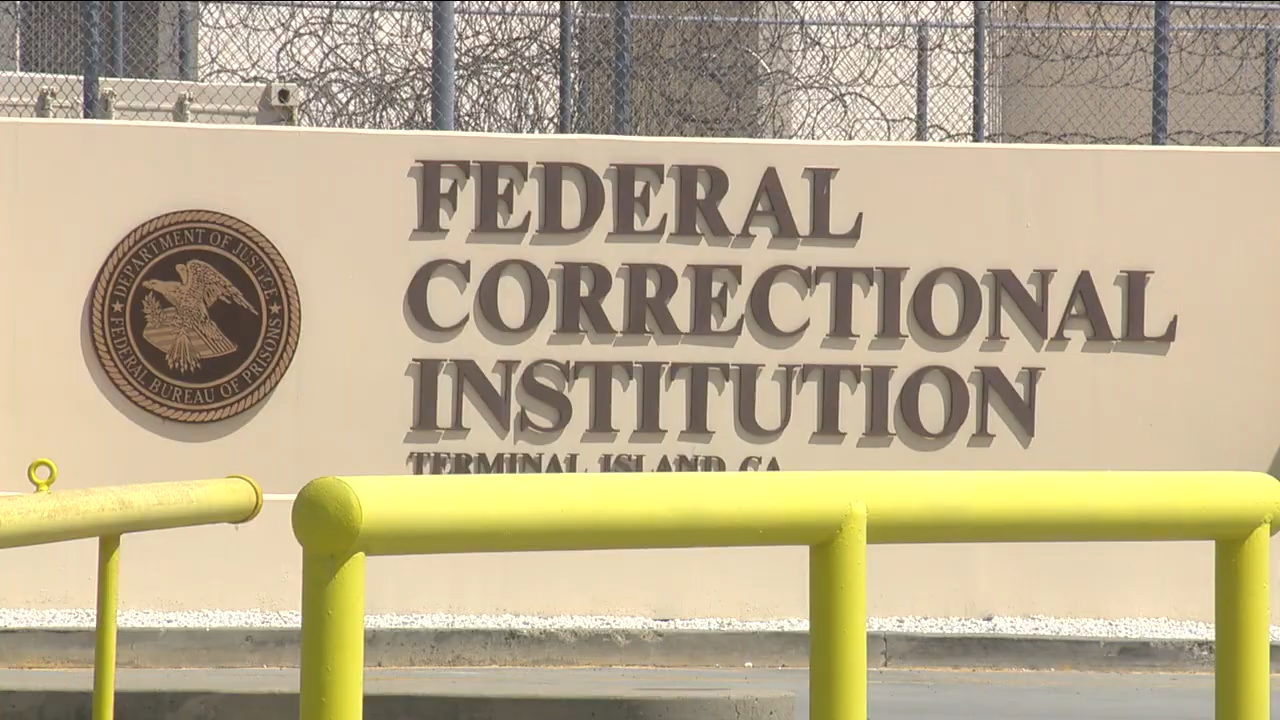 FEDERAL
CORRECTIONAL
INSTITUTION
TERMINAL ISLAND, CA
DEPARTMENT OF JUSTICE
FEDERAL BUREAU OF PRISONS